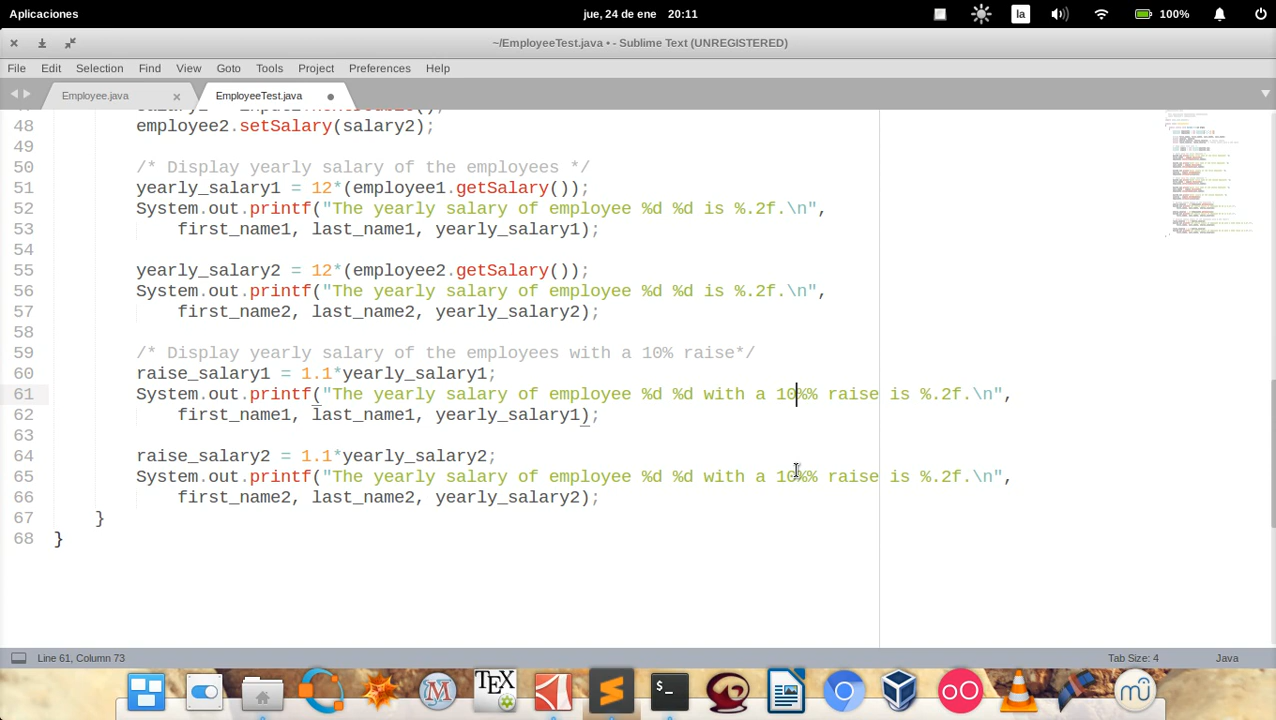 Aplicaciones
jue, 24 de ene 20:11
la
100%
~/EmployeeTest.java • - Sublime Text (UNREGISTERED)
File Edit Selection Find View Goto Tools Project Preferences Help
Employee.java
EmployeeTest.java
48 employee2.setSalary(salary2);
49
50 /* Display yearly salary of the employees */
51 yearly_salary1 = 12*(employee1.getSalary());
52 System.out.printf("The yearly salary of employee %d %d is %.2f.\n",
53 first_name1, last_name1, yearly_salary1);
54
55 yearly_salary2 = 12*(employee2.getSalary());
56 System.out.printf("The yearly salary of employee %d %d is %.2f.\n",
57 first_name2, last_name2, yearly_salary2);
58
59 /* Display yearly salary of the employees with a 10% raise*/
60 raise_salary1 = 1.1*yearly_salary1;
61 System.out.printf("The yearly salary of employee %d %d with a 10%% raise is %.2f.\n",
62 first_name1, last_name1, yearly_salary1);
63
64 raise_salary2 = 1.1*yearly_salary2;
65 System.out.printf("The yearly salary of employee %d %d with a 10%% raise is %.2f.\n",
66 first_name2, last_name2, yearly_salary2);
67 }
68 }
Line 61, Column 73
Tab Size: 4
Java
TEX